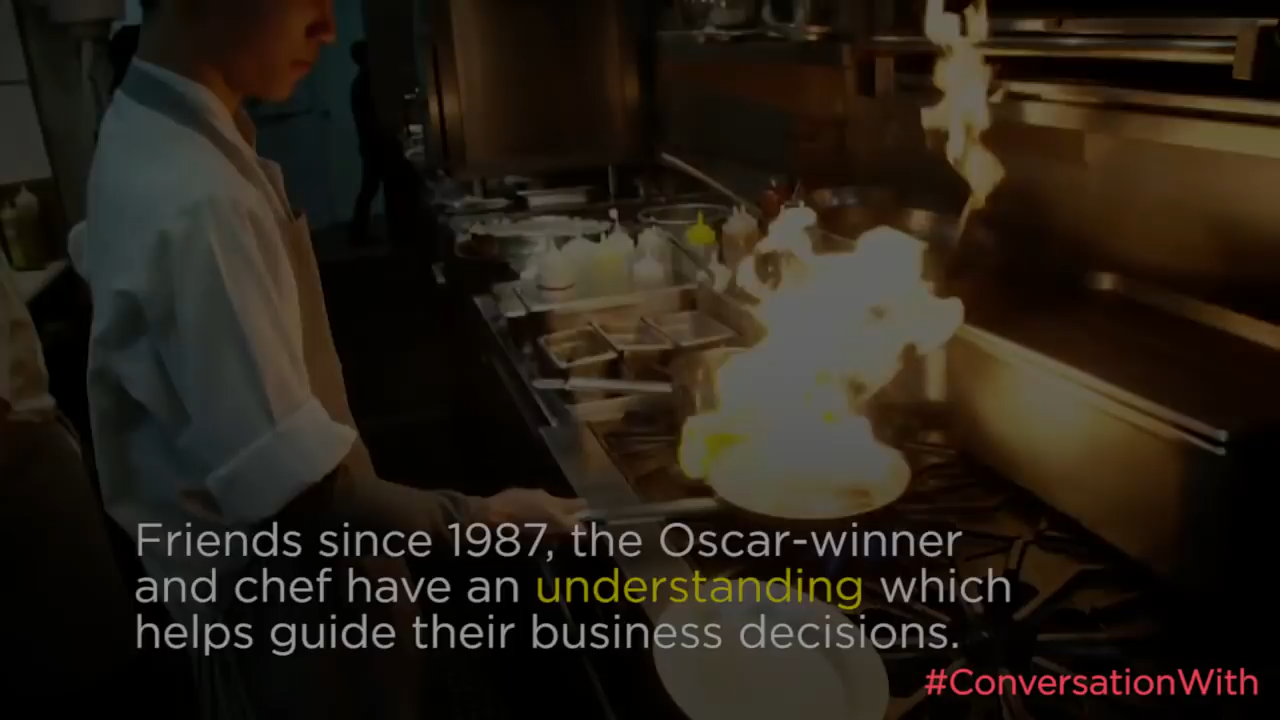 Friends since 1987, the Oscar-winner
and chef have an understanding which
helps guide their business decisions.
#ConversationWith